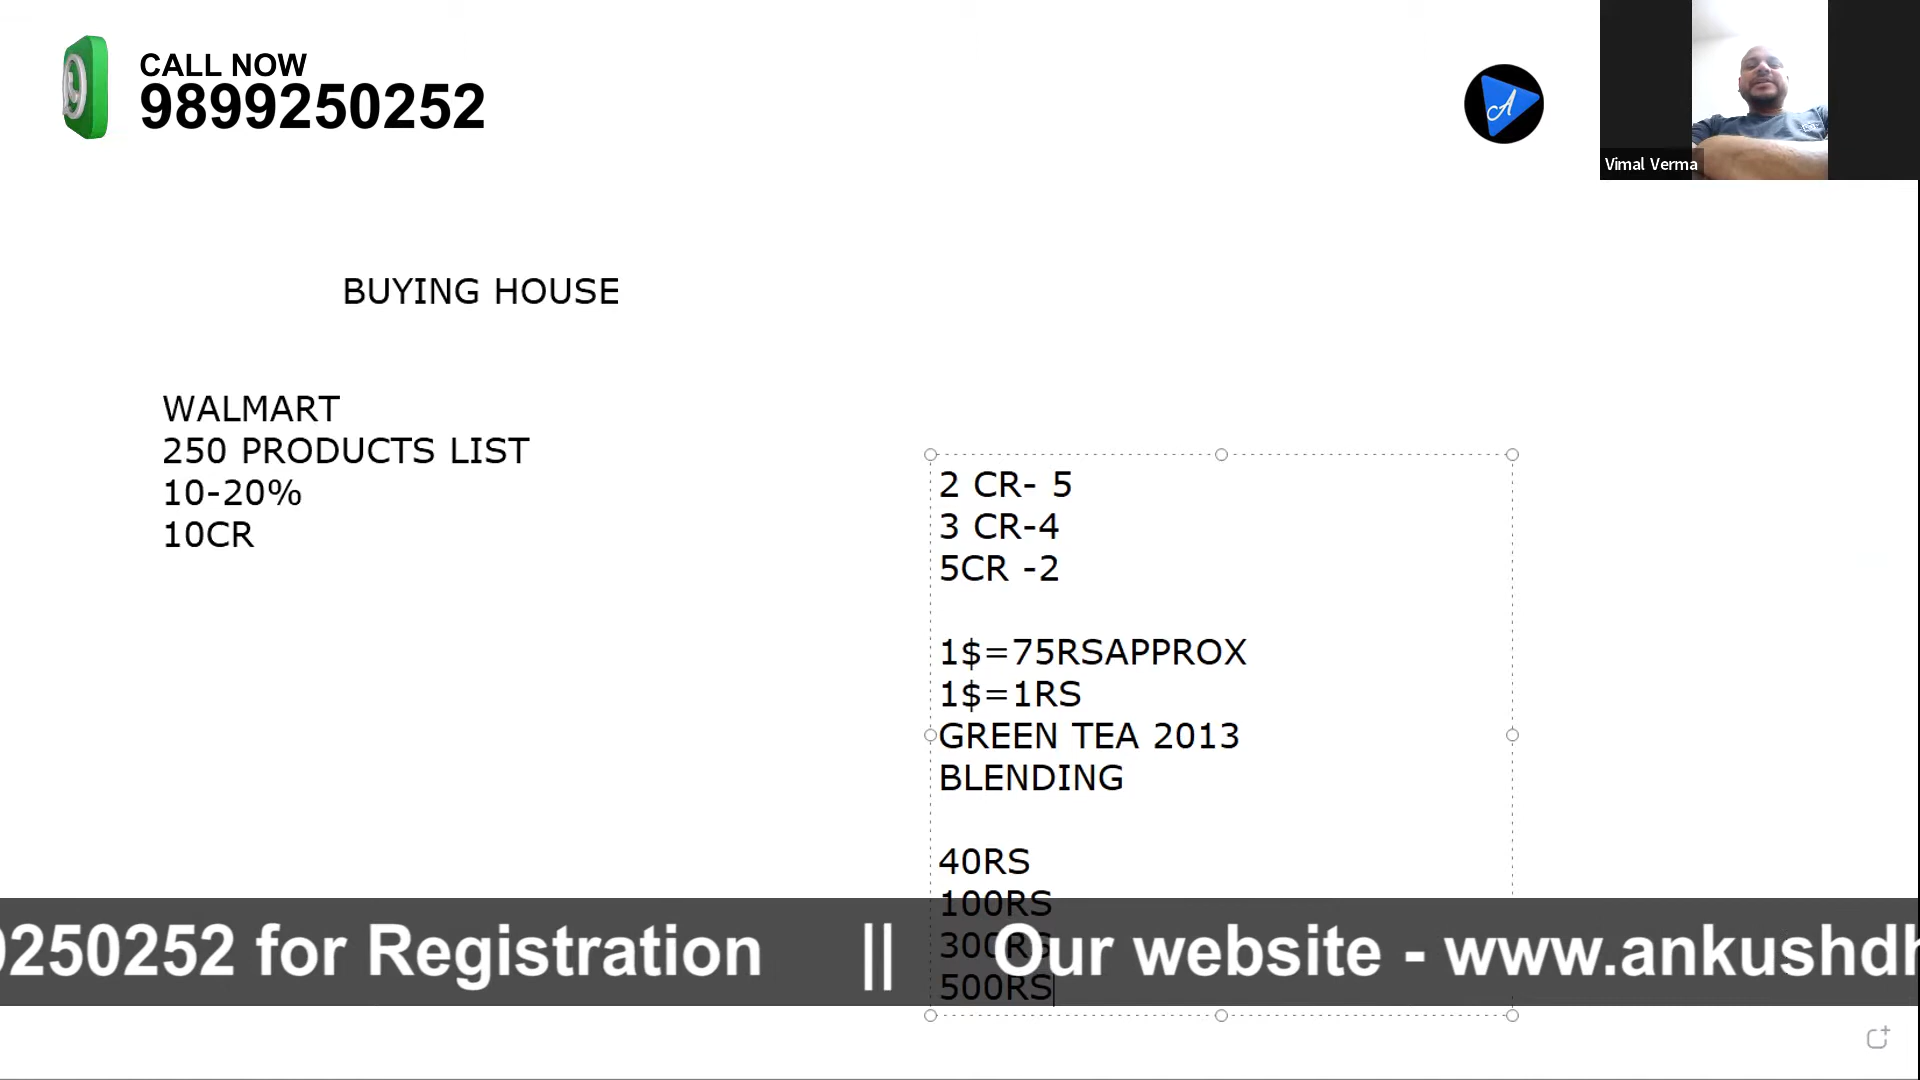 CALL NOW
9899250252
A
Vimal Verma
BUYING HOUSE
WALMART
250 PRODUCTS LIST
10-20%
10CR
2 CR- 5
3 CR-4
5CR -2
1$=75RSAPPROX
1$=1RS
GREEN TEA 2013
BLENDING
40RS
100RS
300RS
500RS
9250252 for Registration || Our website - www.ankushdh